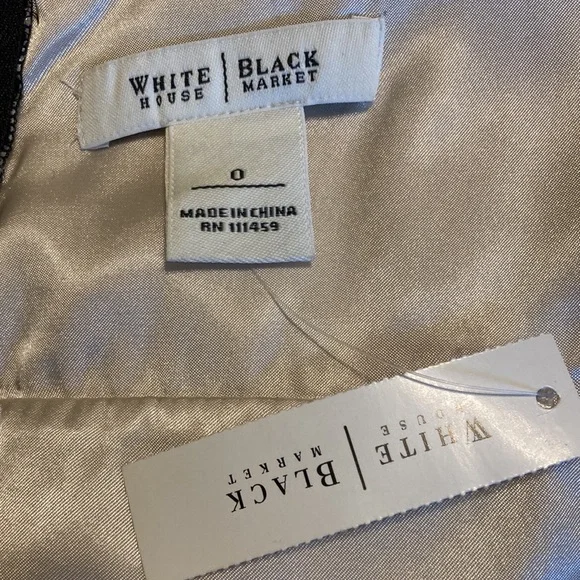 WHITE HOUSE | BLACK MARKET
0
MADE IN CHINA
RN 111459
WHITE HOUSE | BLACK MARKET